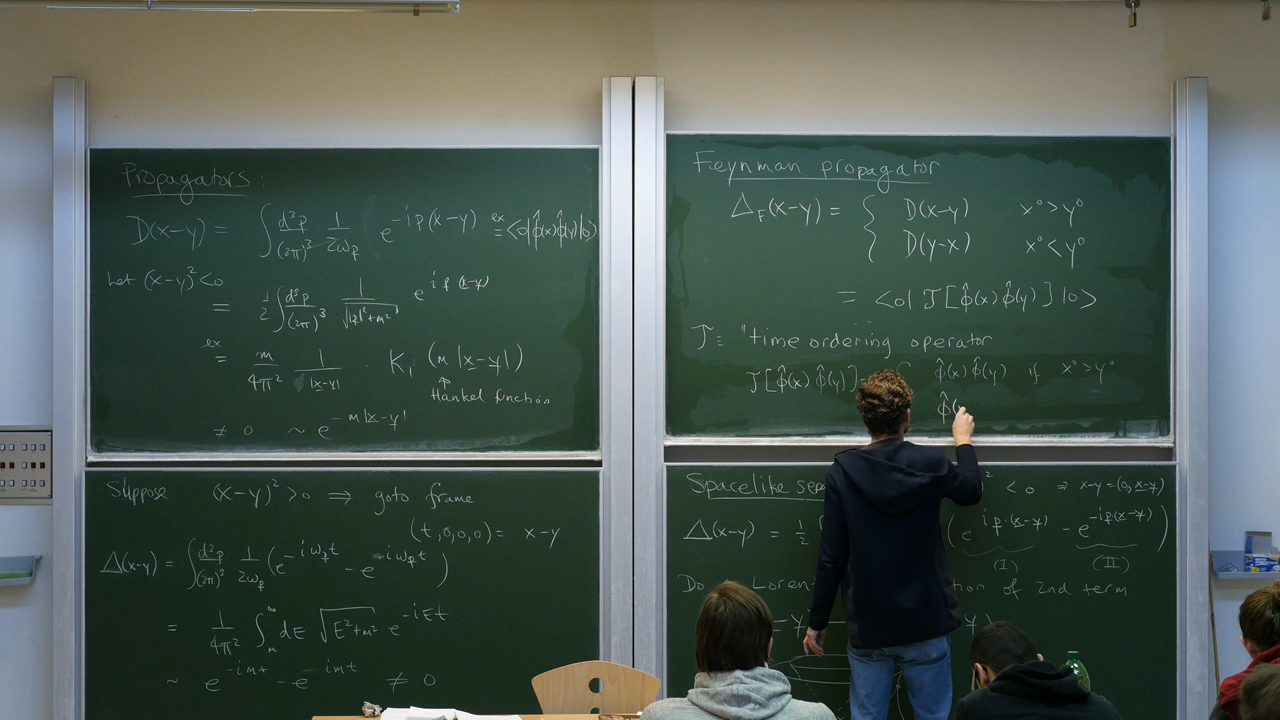 Propagators:
D(x-y) = ∫ d³p/(2π)³ 1/2ω_p e^{-ip(x-y)} ex = <0|φ̂(x)φ̂(y)|0>
Let (x-y)² < 0
= 1/2 ∫ d³p/(2π)³ 1/√(|p|²+m²) e^{ip·(x-y)}
ex = m/4π² 1/|x-y| · K₁ (m |x-y|)
↑ Hankel function
≠ 0 ~ e^{-m|x-y|}
Suppose (x-y)² > 0 ⇒ goto frame
(t,0,0,0) = x-y
Δ(x-y) = ∫ d³p/(2π)³ 1/2ω_p (e^{-iω_p t} - e^{+iω_p t})
= 1/4π² ∫_m^∞ dE √(E²+m²) e^{-iEt}
~ e^{-imt} - e^{-imt} ≠ 0
Feynman propagator
Δ_F(x-y) = { D(x-y) x⁰>y⁰
D(y-x) x⁰<y⁰
= <0| T[φ̂(x)φ̂(y)] |0>
T = "time ordering operator
T[φ̂(x)φ̂(y)] = { φ̂(x)φ̂(y) if x⁰>y⁰
φ̂(
Spacelike ² < 0 ⇒ x-y = (0, x-y)
Δ(x-y) = 1/2 (e^{ip·(x-y)} - e^{-ip(x-y)})
(I) (II)
Do of 2nd term